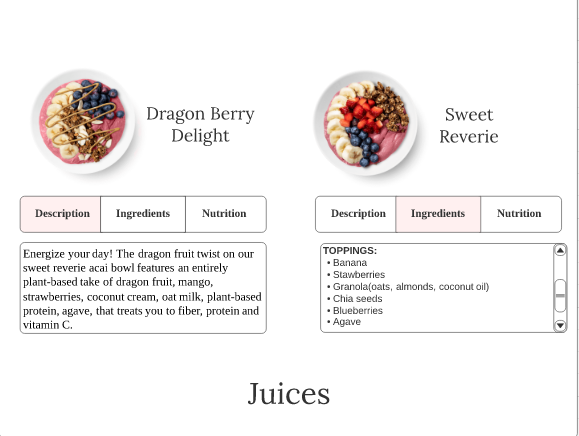 Dragon Berry
Delight
Sweet
Reverie
Description Ingredients Nutrition
Description Ingredients Nutrition
Energize your day! The dragon fruit twist on our
sweet reverie acai bowl features an entirely
plant-based take of dragon fruit, mango,
strawberries, coconut cream, oat milk, plant-based
protein, agave, that treats you to fiber, protein and
vitamin C.
TOPPINGS:
• Banana
• Stawberries
• Granola(oats, almonds, coconut oil)
• Chia seeds
• Blueberries
• Agave
Juices